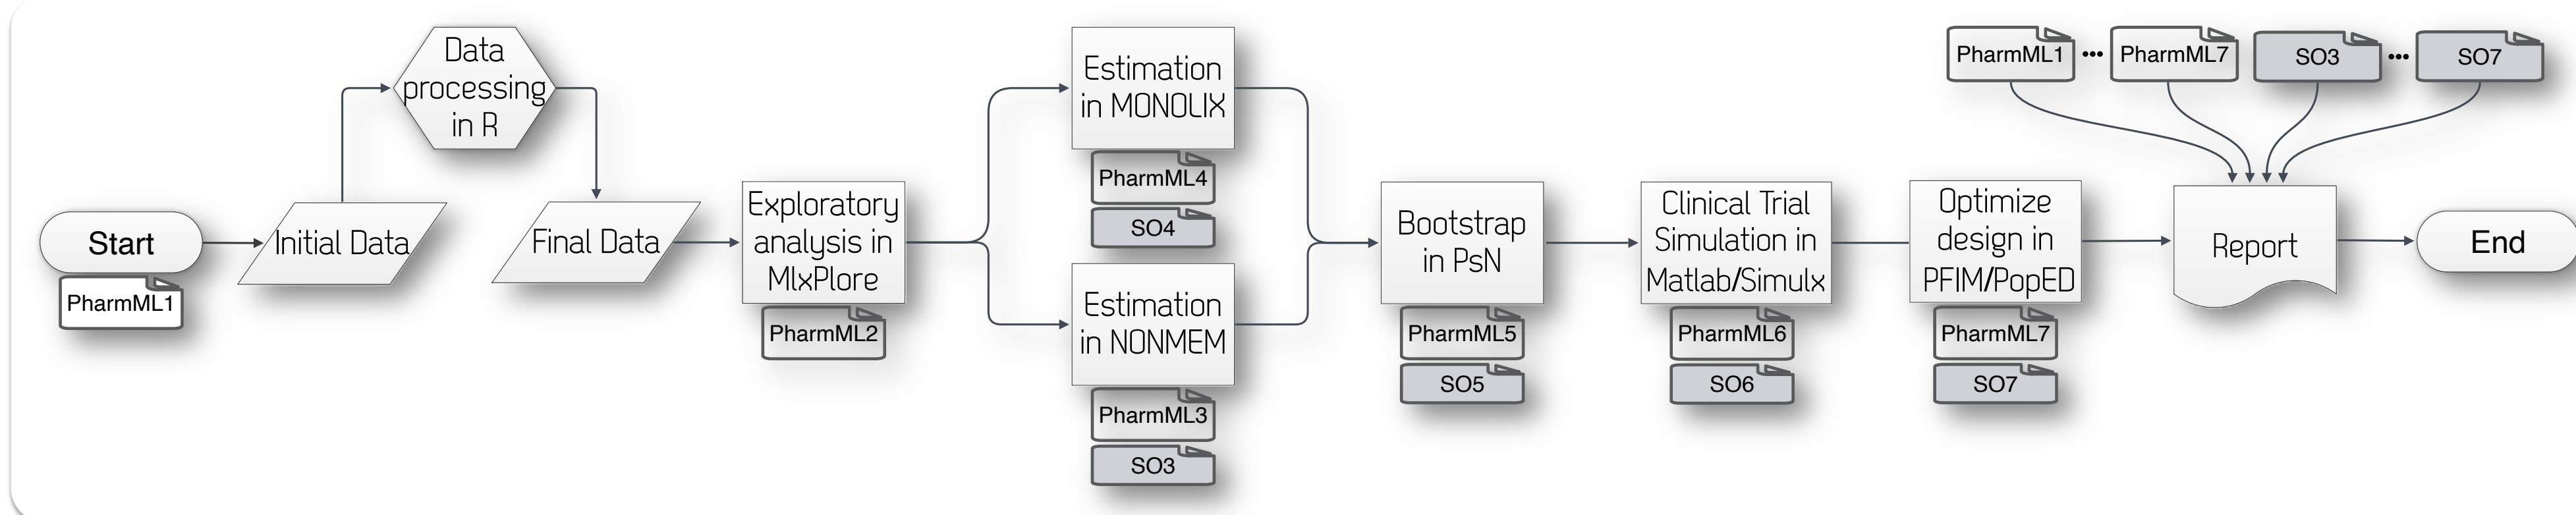 Start
PharmML1
Initial Data
Data
processing
in R
Final Data
Exploratory
analysis in
MlxPlore
PharmML2
Estimation
in MONOLIX
PharmML4
SO4
Estimation
in NONMEM
PharmML3
SO3
Bootstrap
in PsN
PharmML5
SO5
Clinical Trial
Simulation in
Matlab/Simulx
PharmML6
SO6
Optimize
design in
PFIM/PopED
PharmML7
SO7
PharmML1 ••• PharmML7 SO3 ••• SO7
Report
End